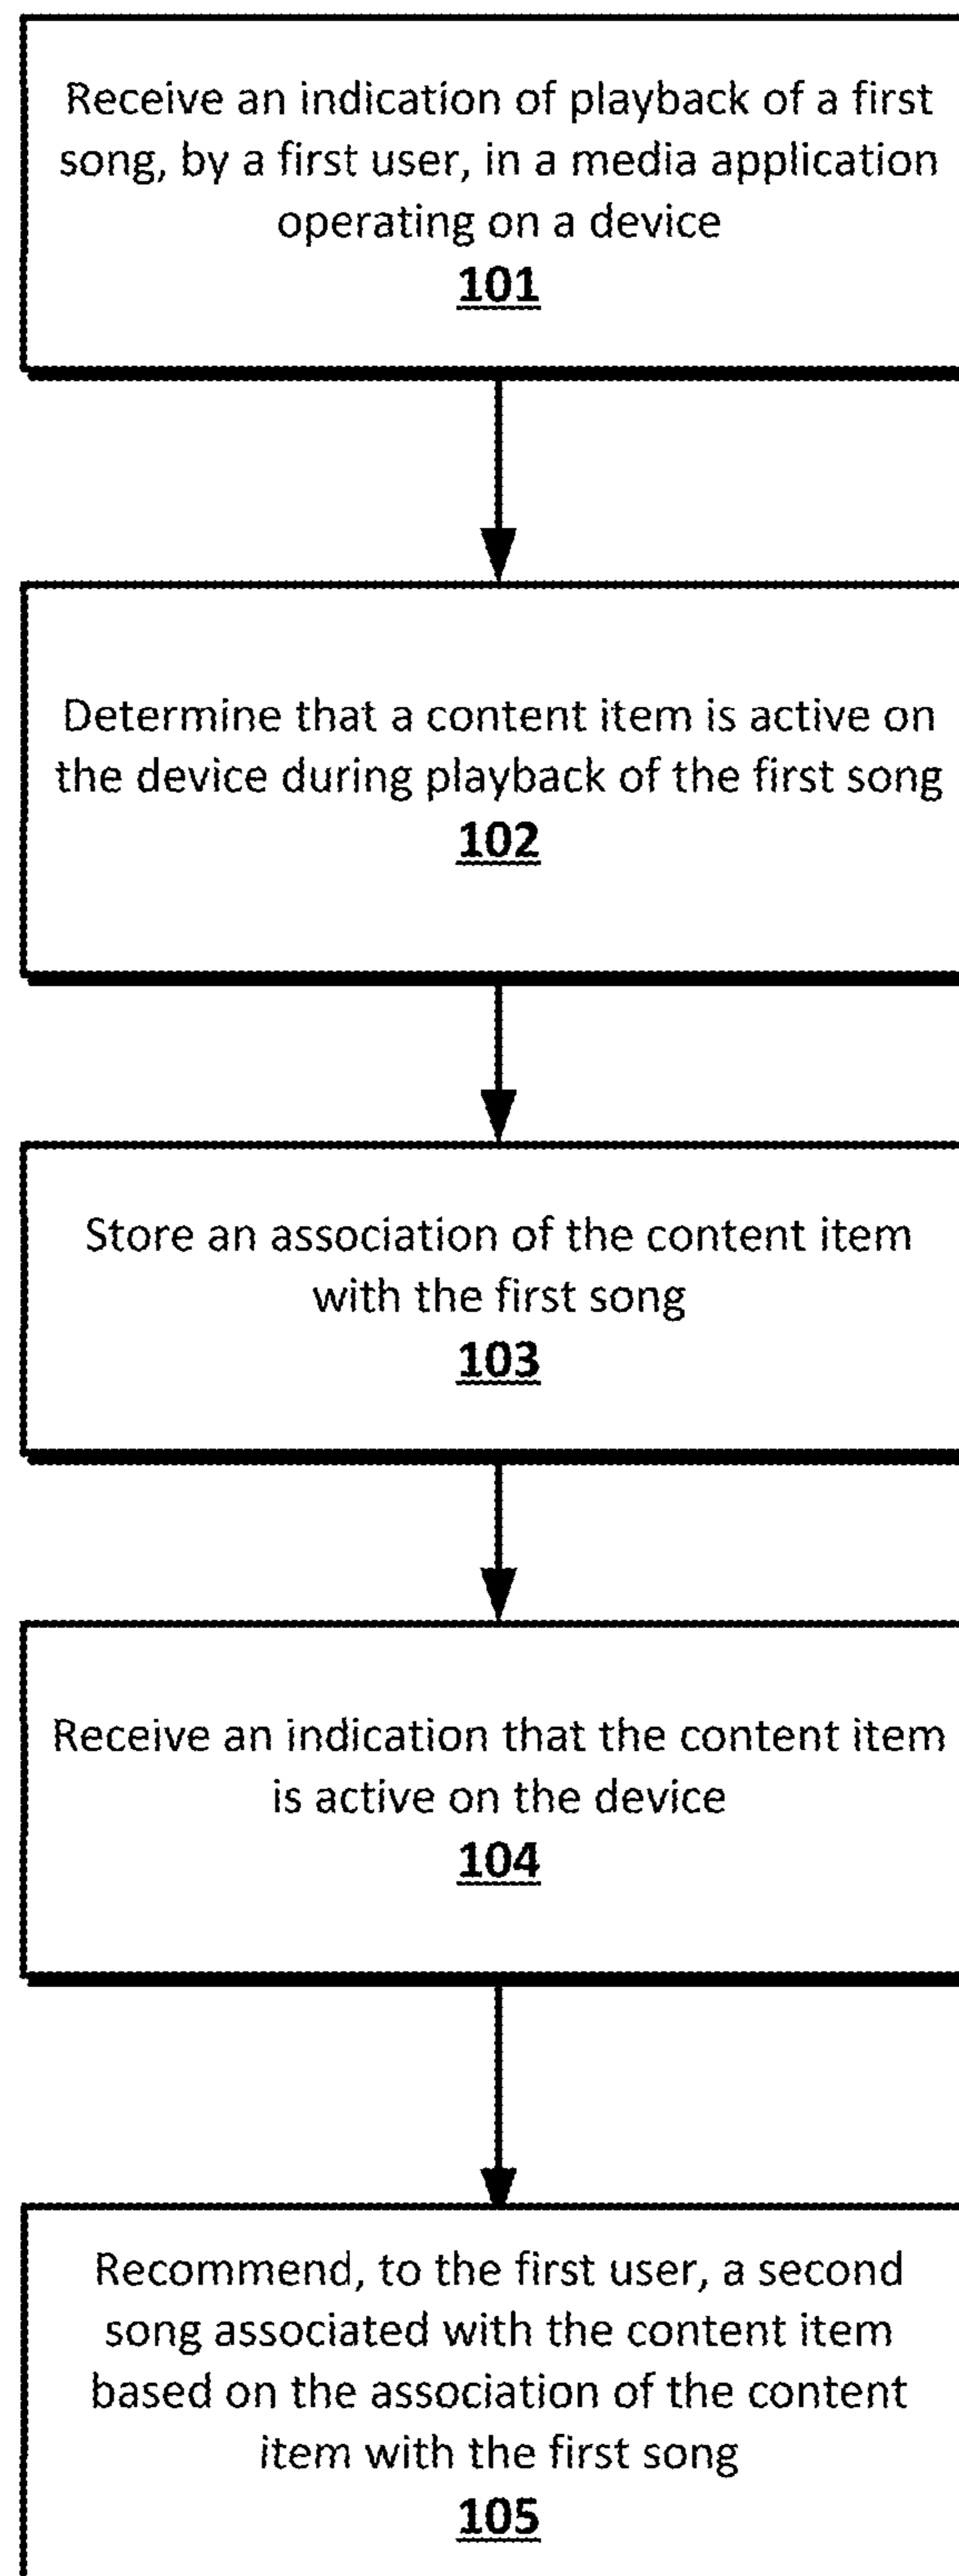 Receive an indication of playback of a first
song, by a first user, in a media application
operating on a device
101
Determine that a content item is active on
the device during playback of the first song
102
Store an association of the content item
with the first song
103
Receive an indication that the content item
is active on the device
104
Recommend, to the first user, a second
song associated with the content item
based on the association of the content
item with the first song
105